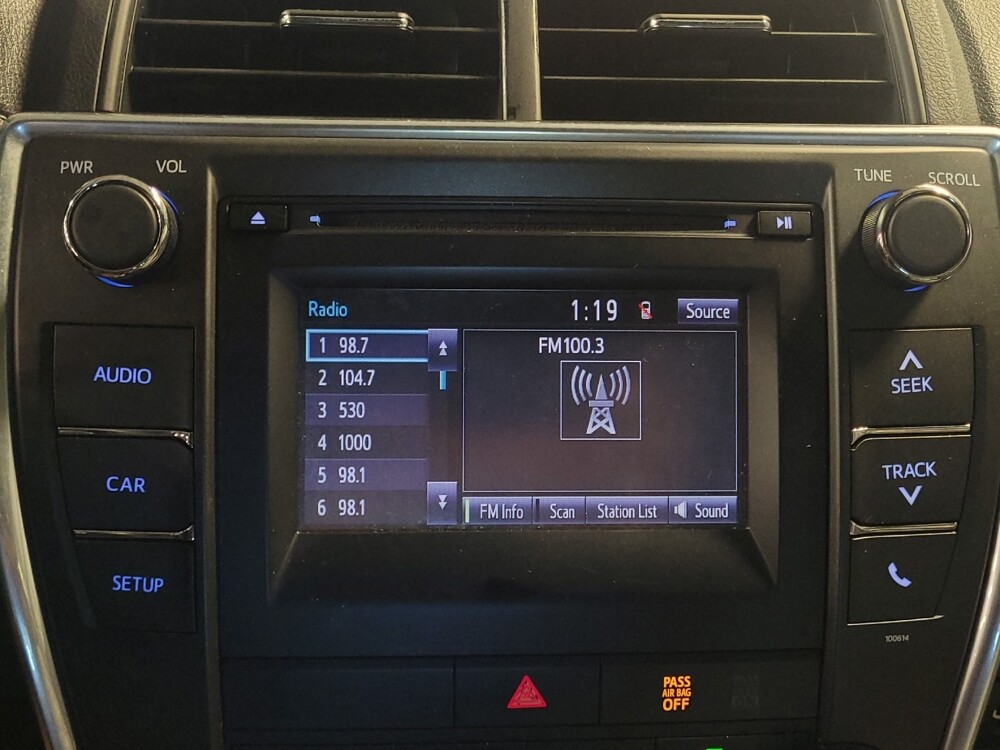 PWR VOL
TUNE SCROLL
Radio 1:19 Source
1 98.7
2 104.7
3 530
4 1000
5 98.1
6 98.1
FM100.3
FM Info Scan Station List Sound
AUDIO
CAR
SETUP
SEEK
TRACK
100614
PASS
AIR BAG
OFF